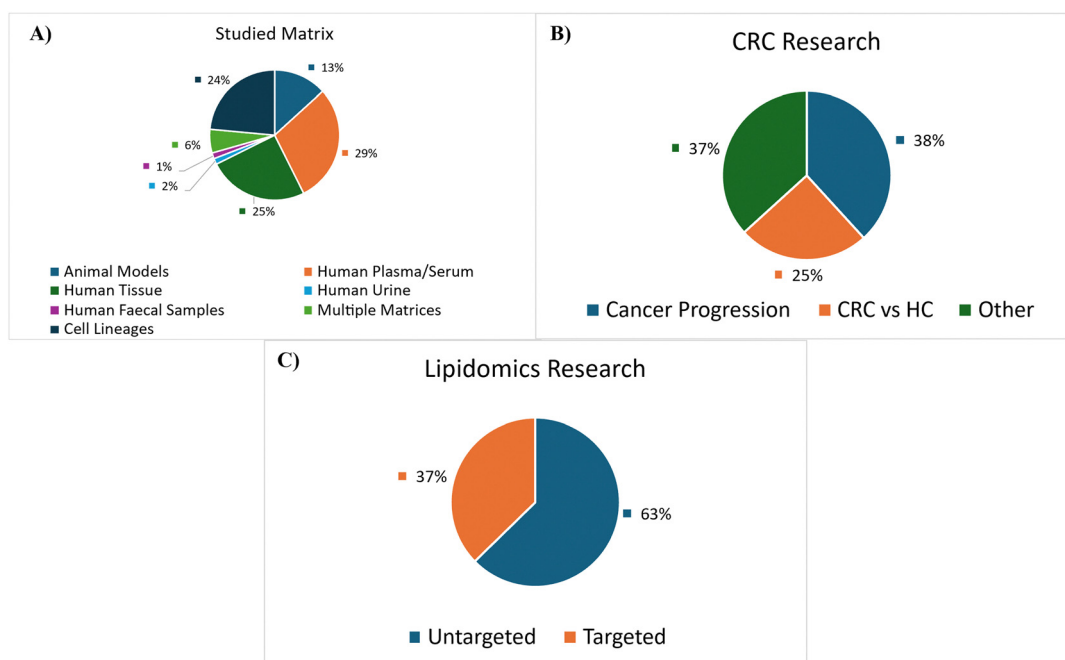 A)
Studied Matrix
13%
24%
6%
29%
1%
2%
25%
Animal Models
Human Plasma/Serum
Human Tissue
Human Urine
Human Faecal Samples
Multiple Matrices
Cell Lineages
B)
CRC Research
37%
38%
25%
Cancer Progression
CRC vs HC
Other
C)
Lipidomics Research
37%
63%
Untargeted
Targeted